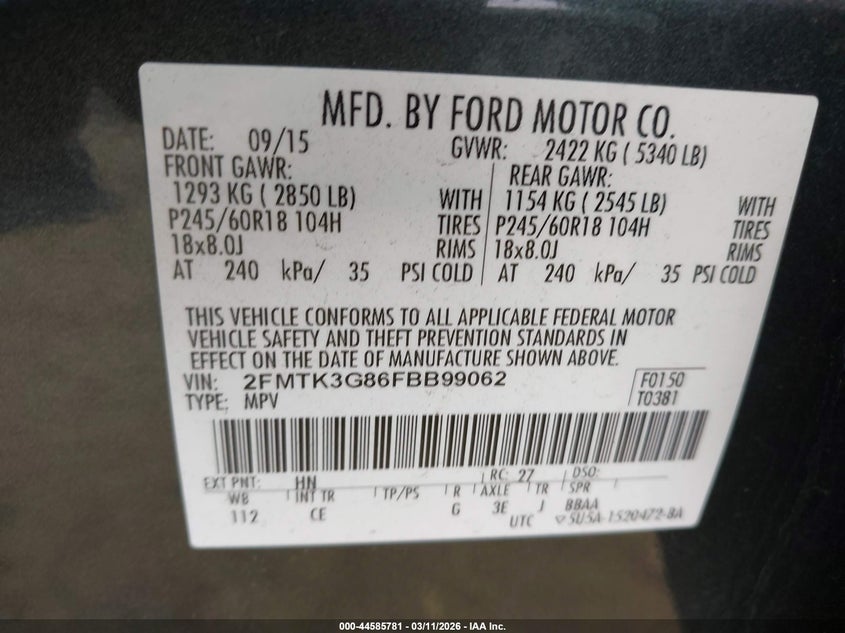 MFD. BY FORD MOTOR CO.
DATE: 09/15 GVWR: 2422 KG ( 5340 LB)
FRONT GAWR: REAR GAWR:
1293 KG ( 2850 LB) WITH 1154 KG ( 2545 LB) WITH
P245/60R18 104H TIRES P245/60R18 104H TIRES
18x8.0J RIMS 18x8.0J RIMS
AT 240 kPa/ 35 PSI COLD AT 240 kPa/ 35 PSI COLD
THIS VEHICLE CONFORMS TO ALL APPLICABLE FEDERAL MOTOR
VEHICLE SAFETY AND THEFT PREVENTION STANDARDS IN
EFFECT ON THE DATE OF MANUFACTURE SHOWN ABOVE.
VIN: 2FMTK3G86FBB99062 F0150
TYPE: MPV T0381
EXT PNT: HN RC: 27 DSO:
WB INT TR TP/PS R AXLE TR SPR
112 CE G 3E J BBAA
UTC 5U5A-1520472-BA
000-44585781 - 03/11/2026 - IAA Inc.